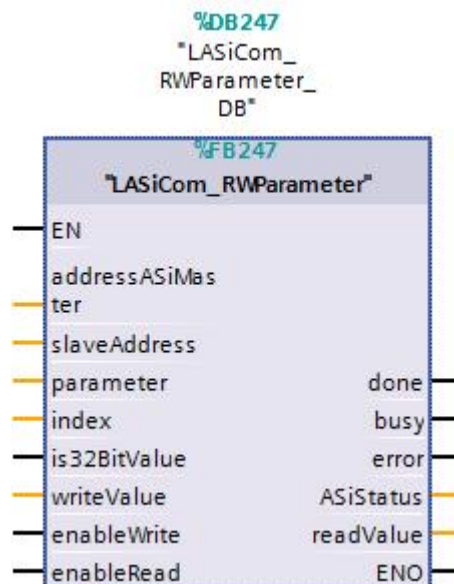 %DB247
"LASiCom_
RWParameter_
DB"
%FB247
"LASiCom_RWParameter"
EN
addressASiMas
ter
slaveAddress
parameter done
index busy
is32BitValue error
writeValue ASiStatus
enableWrite readValue
enableRead ENO